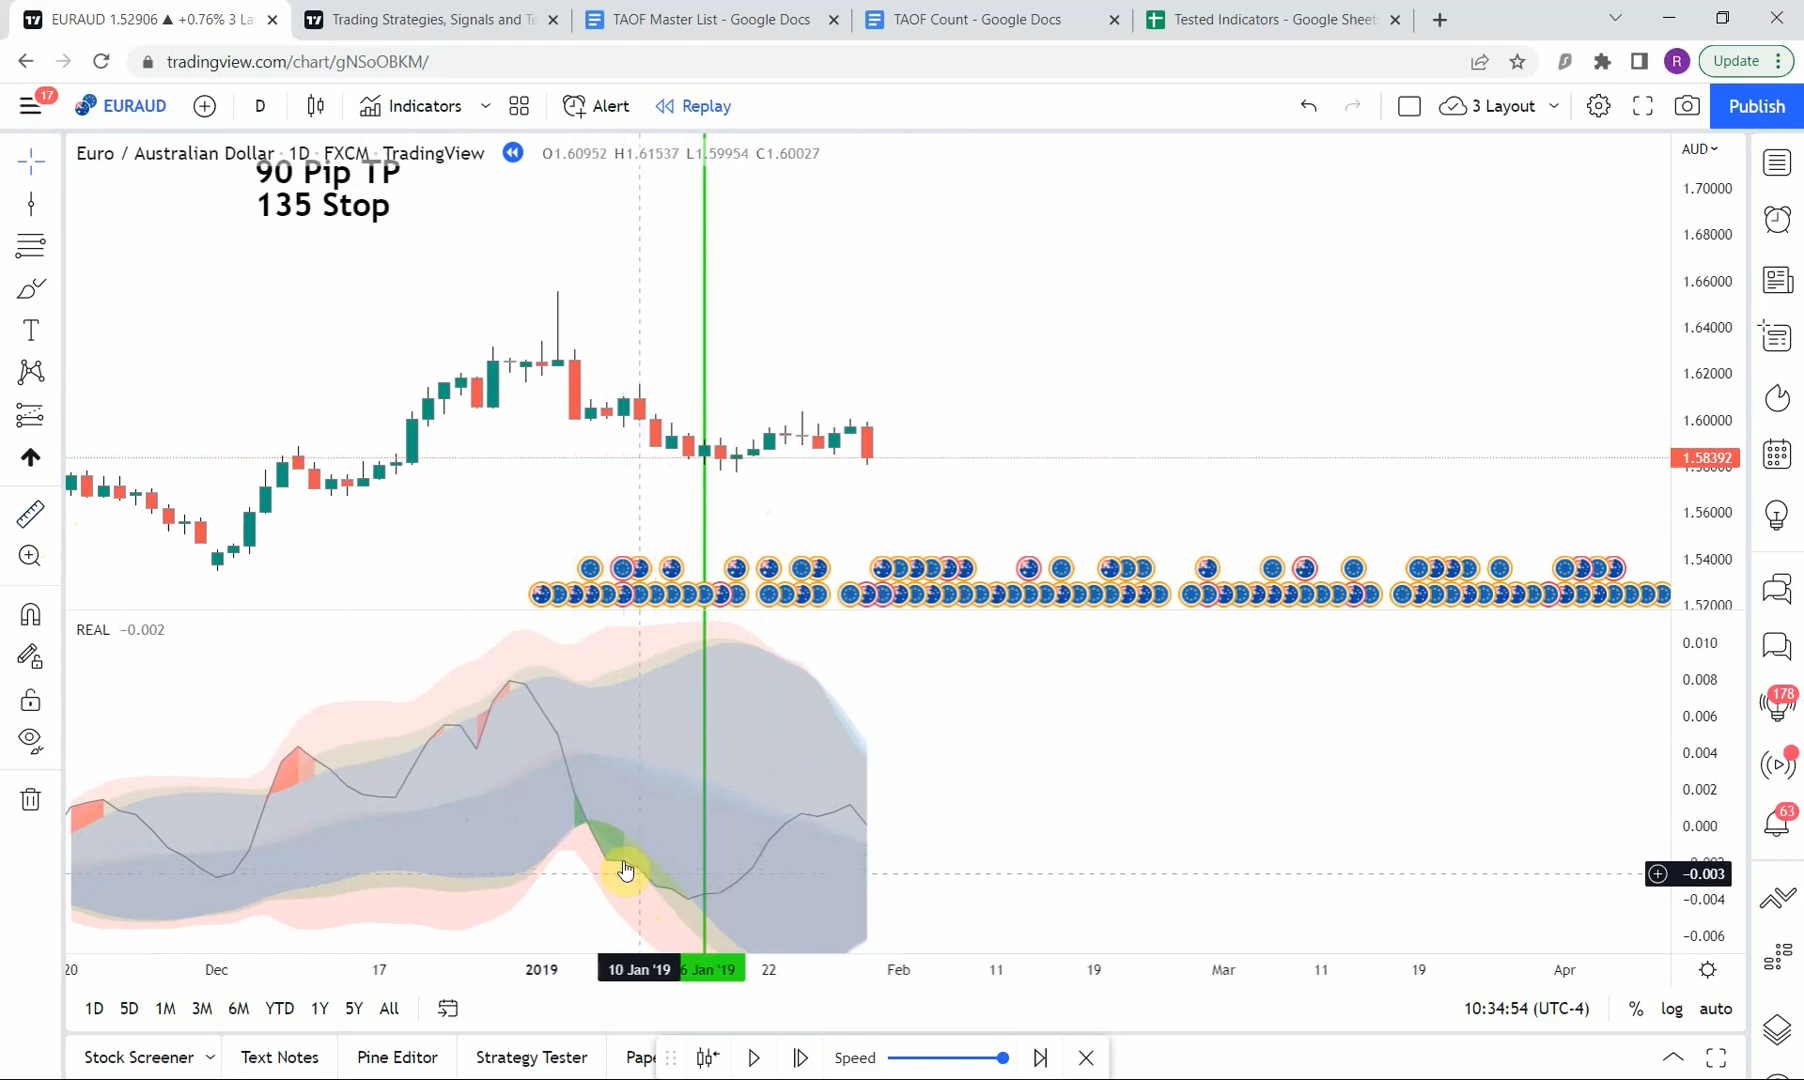 EURAUD 1.52906 ▲ +0.76% 3 La
Trading Strategies, Signals and Te
TAOF Master List - Google Docs
TAOF Count - Google Docs
Tested Indicators - Google Sheets
tradingview.com/chart/gNSoOBKM/
R
Update
17
EURAUD
D
Indicators
Alert
Replay
3 Layout
Publish
Euro / Australian Dollar · 1D · FXCM · TradingView
O1.60952 H1.61537 L1.59954 C1.60027
AUD
90 Pip TP
135 Stop
1.70000
1.68000
1.66000
1.64000
1.62000
1.60000
1.58392
1.56000
1.54000
1.52000
REAL −0.002
0.010
0.008
0.006
0.004
0.002
0.000
−0.003
−0.004
−0.006
178
63
20
Dec
17
2019
10 Jan '19
6 Jan '19
22
Feb
11
19
Mar
11
19
Apr
1D 5D 1M 3M 6M YTD 1Y 5Y All
10:34:54 (UTC-4)
% log auto
Stock Screener
Text Notes
Pine Editor
Strategy Tester
Pape
Speed